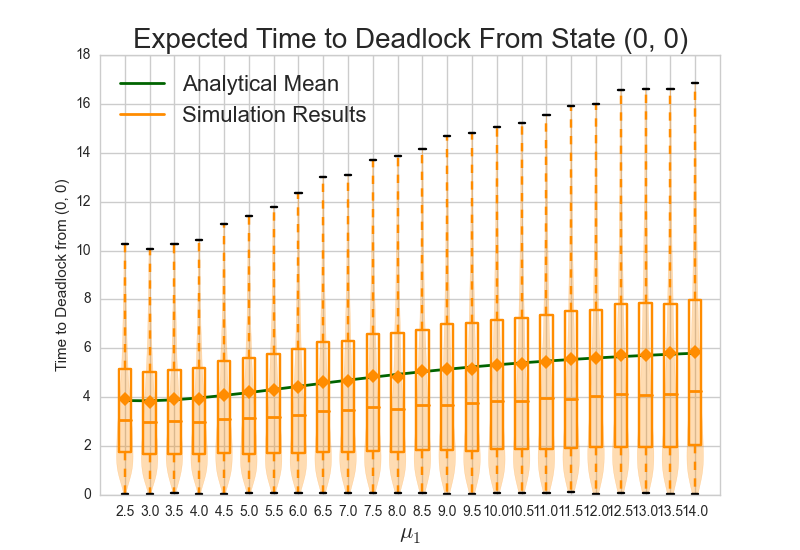 Expected Time to Deadlock From State (0, 0)
18
Analytical Mean
Simulation Results
16
14
12
10
8
6
4
2
0
Time to Deadlock from (0, 0)
2.5 3.0 3.5 4.0 4.5 5.0 5.5 6.0 6.5 7.0 7.5 8.0 8.5 9.0 9.5 10.0 10.5 11.0 11.5 12.0 12.5 13.0 13.5 14.0
μ₁